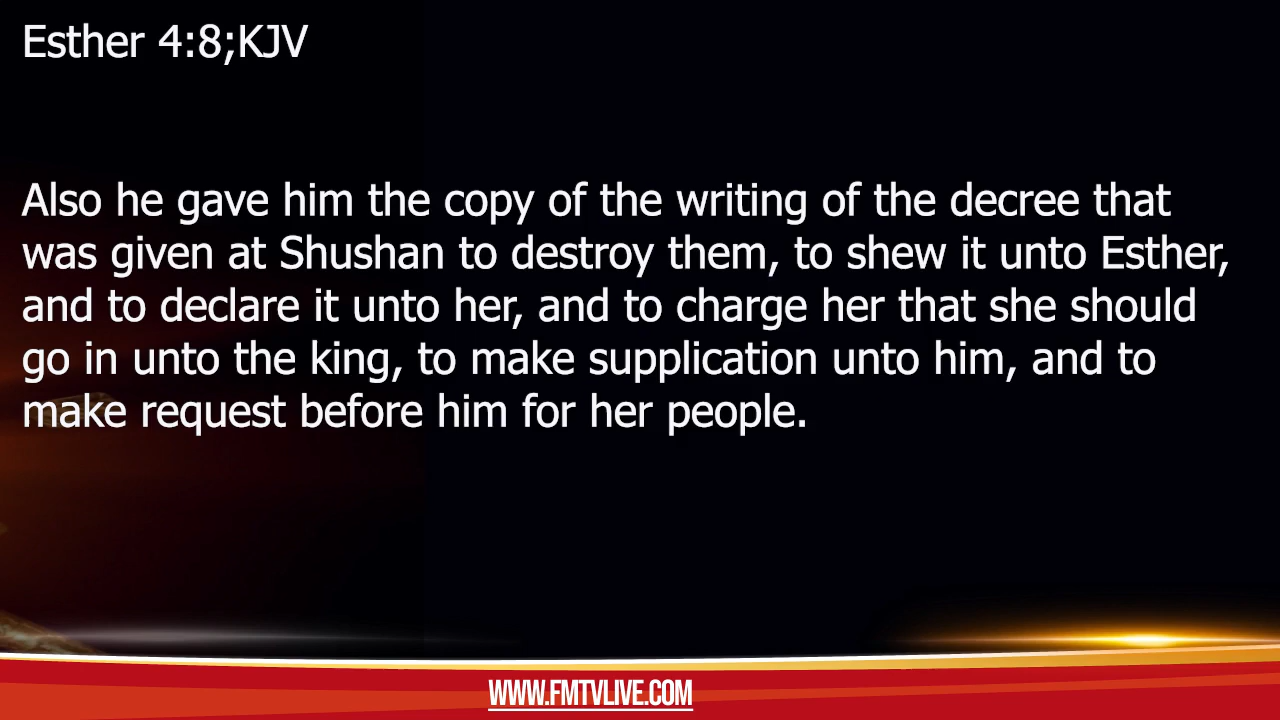 Esther 4:8;KJV
Also he gave him the copy of the writing of the decree that
was given at Shushan to destroy them, to shew it unto Esther,
and to declare it unto her, and to charge her that she should
go in unto the king, to make supplication unto him, and to
make request before him for her people.
WWW.FMTVLIVE.COM